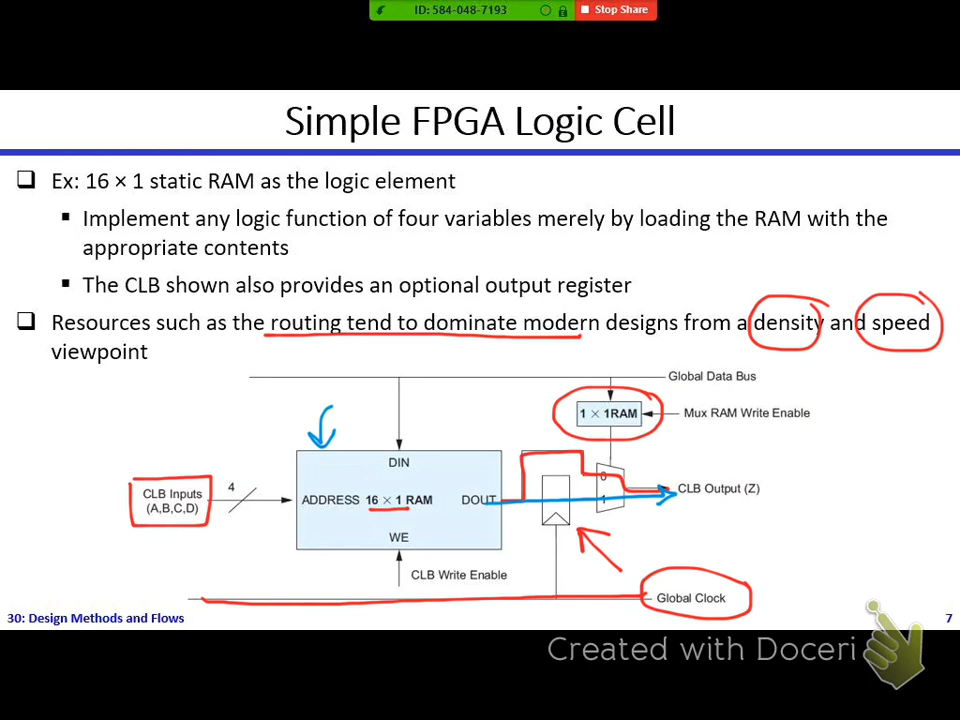 ID: 584-048-7193
Stop Share
Simple FPGA Logic Cell
Ex: 16 × 1 static RAM as the logic element
Implement any logic function of four variables merely by loading the RAM with the
appropriate contents
The CLB shown also provides an optional output register
Resources such as the routing tend to dominate modern designs from a density and speed
viewpoint
Global Data Bus
1 × 1RAM
Mux RAM Write Enable
DIN
CLB Inputs
(A,B,C,D)
4
ADDRESS 16 × 1 RAM DOUT
0
1
CLB Output (Z)
WE
CLB Write Enable
Global Clock
30: Design Methods and Flows
7
Created with Doceri